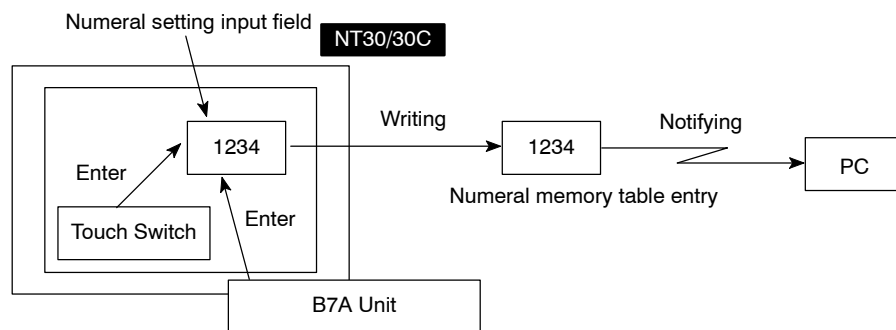 Numeral setting input field
NT30/30C
1234
Writing
1234
Notifying
PC
Enter
Numeral memory table entry
Touch Switch
Enter
B7A Unit